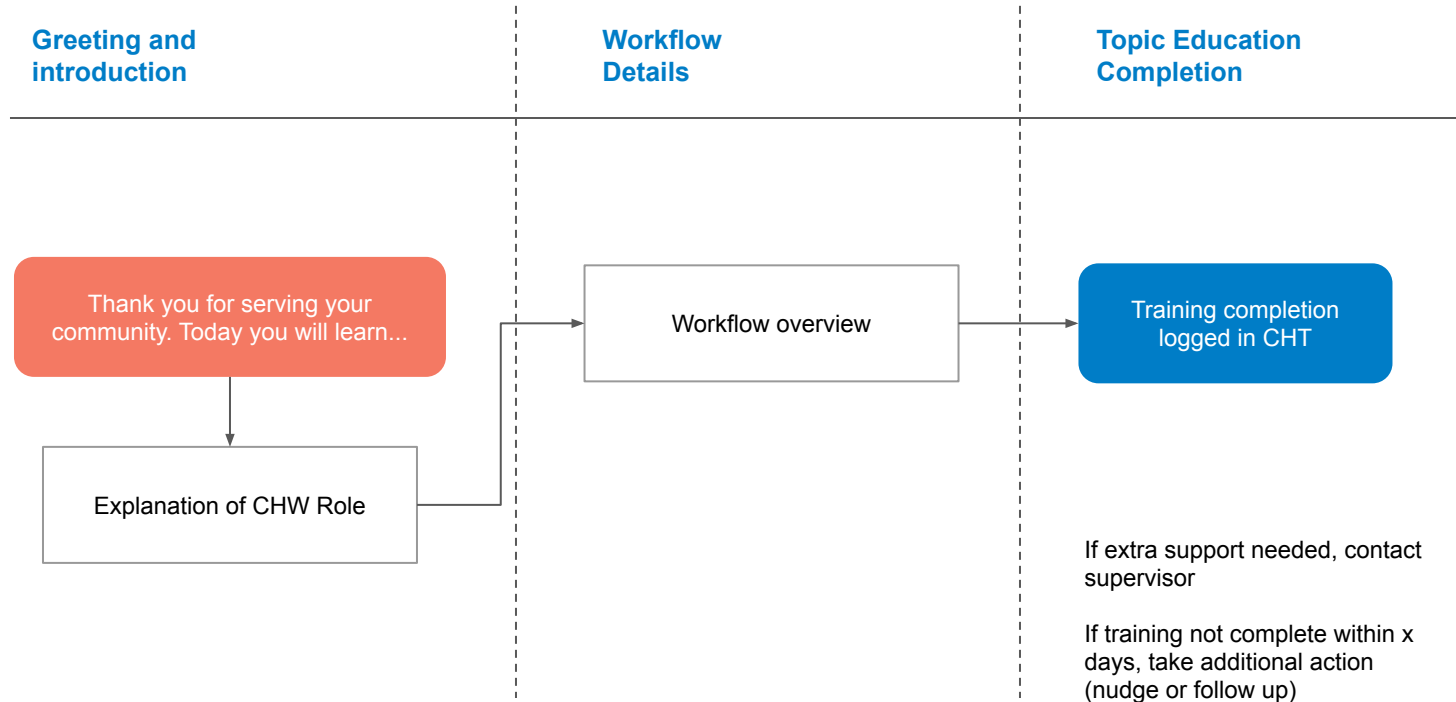 Greeting and
introduction
Workflow
Details
Topic Education
Completion
Thank you for serving your
community. Today you will learn...
Explanation of CHW Role
Workflow overview
Training completion
logged in CHT
If extra support needed, contact
supervisor
If training not complete within x
days, take additional action
(nudge or follow up)